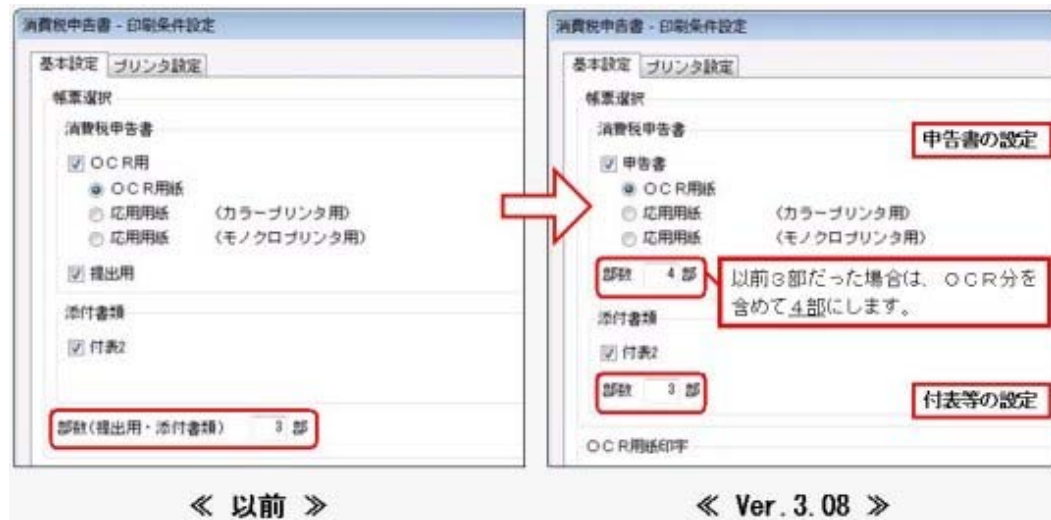 消費税申告書 - 印刷条件設定
基本設定 プリンタ設定
帳票選択
消費税申告書
OCR用
OCR用紙
応用用紙 (カラープリンタ用)
応用用紙 (モノクロプリンタ用)
提出用
添付書類
付表2
部数(提出用・添付書類) 3 部
≪ 以前 ≫
消費税申告書 - 印刷条件設定
基本設定 プリンタ設定
帳票選択
消費税申告書
申告書の設定
申告書
OCR用紙
応用用紙 (カラープリンタ用)
応用用紙 (モノクロプリンタ用)
部数 4 部
以前3部だった場合は、OCR分を
含めて4部にします。
添付書類
付表2
部数 3 部
付表等の設定
OCR用紙印字
≪ Ver.3.08 ≫